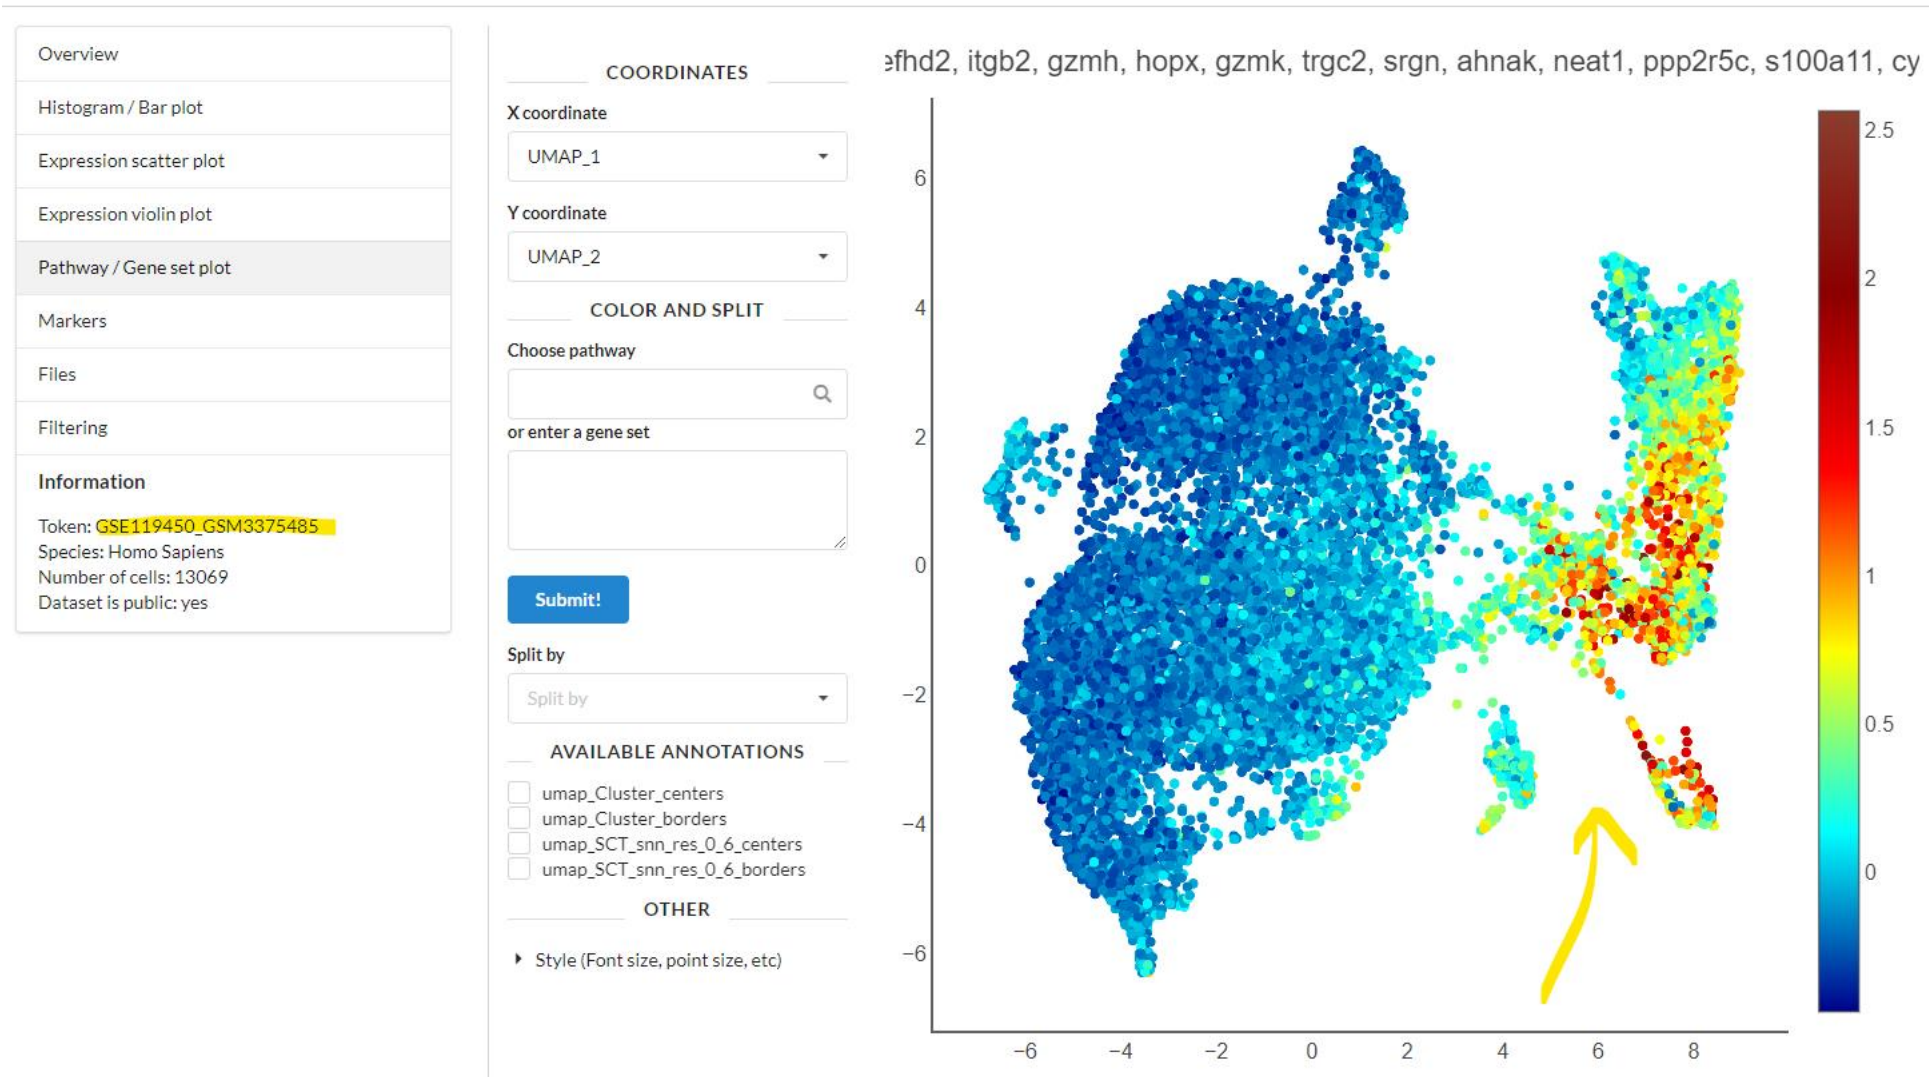 Overview
Histogram / Bar plot
Expression scatter plot
Expression violin plot
Pathway / Gene set plot
Markers
Files
Filtering
Information
Token: GSE119450_GSM3375485
Species: Homo Sapiens
Number of cells: 13069
Dataset is public: yes
COORDINATES
X coordinate
UMAP_1
Y coordinate
UMAP_2
COLOR AND SPLIT
Choose pathway
or enter a gene set
Submit!
Split by
Split by
AVAILABLE ANNOTATIONS
umap_Cluster_centers
umap_Cluster_borders
umap_SCT_snn_res_0_6_centers
umap_SCT_snn_res_0_6_borders
OTHER
Style (Font size, point size, etc)
efhd2, itgb2, gzmh, hopx, gzmk, trgc2, srgn, ahnak, neat1, ppp2r5c, s100a11, cy
6
4
2
0
−2
−4
−6
−6 −4 −2 0 2 4 6 8
2.5
2
1.5
1
0.5
0